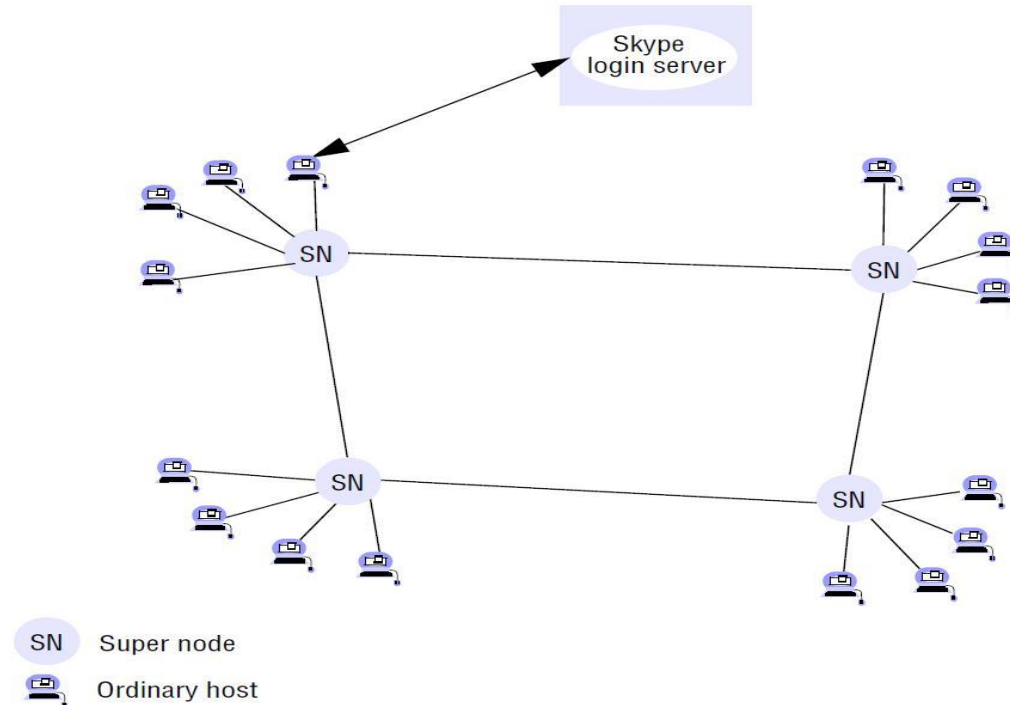 Skype
login server
SN
SN
SN
SN
SN Super node
Ordinary host